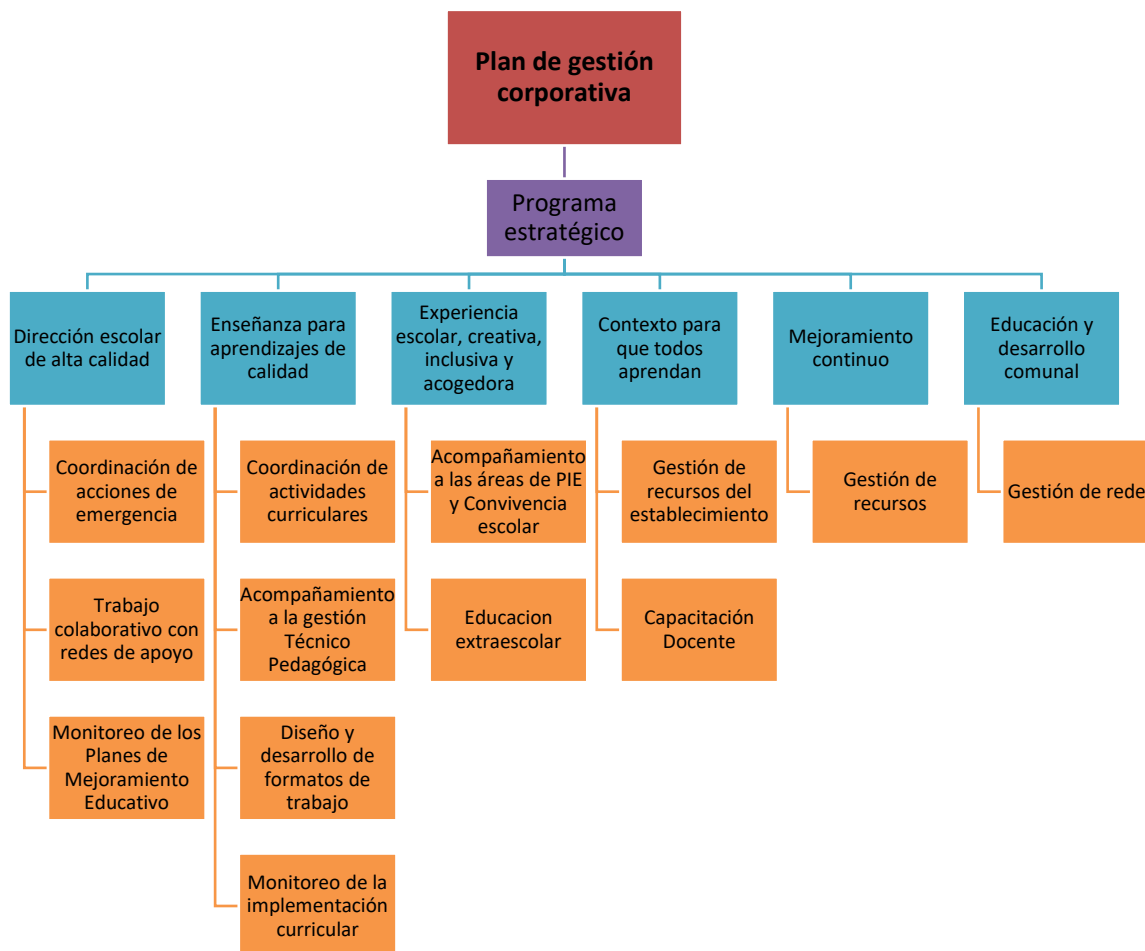 Plan de gestión
corporativa
Programa
estratégico
Dirección escolar
de alta calidad
Enseñanza para
aprendizajes de
calidad
Experiencia
escolar, creativa,
inclusiva y
acogedora
Contexto para
que todos
aprendan
Mejoramiento
continuo
Educación y
desarrollo
comunal
Coordinación de
acciones de
emergencia
Trabajo
colaborativo con
redes de apoyo
Monitoreo de los
Planes de
Mejoramiento
Educativo
Coordinación de
actividades
curriculares
Acompañamiento
a la gestión
Técnico
Pedagógica
Diseño y
desarrollo de
formatos de
trabajo
Monitoreo de la
implementación
curricular
Acompañamiento
a las áreas de PIE
y Convivencia
escolar
Educacion
extraescolar
Gestión de
recursos del
establecimiento
Capacitación
Docente
Gestión de
recursos
Gestión de rede